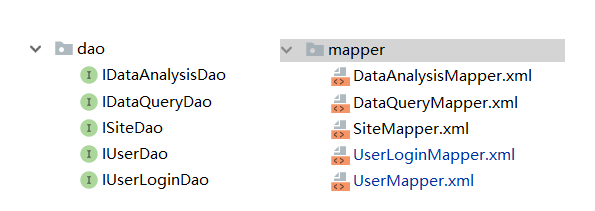 dao
IDataAnalysisDao
IDataQueryDao
ISiteDao
IUserDao
IUserLoginDao
mapper
DataAnalysisMapper.xml
DataQueryMapper.xml
SiteMapper.xml
UserLoginMapper.xml
UserMapper.xml